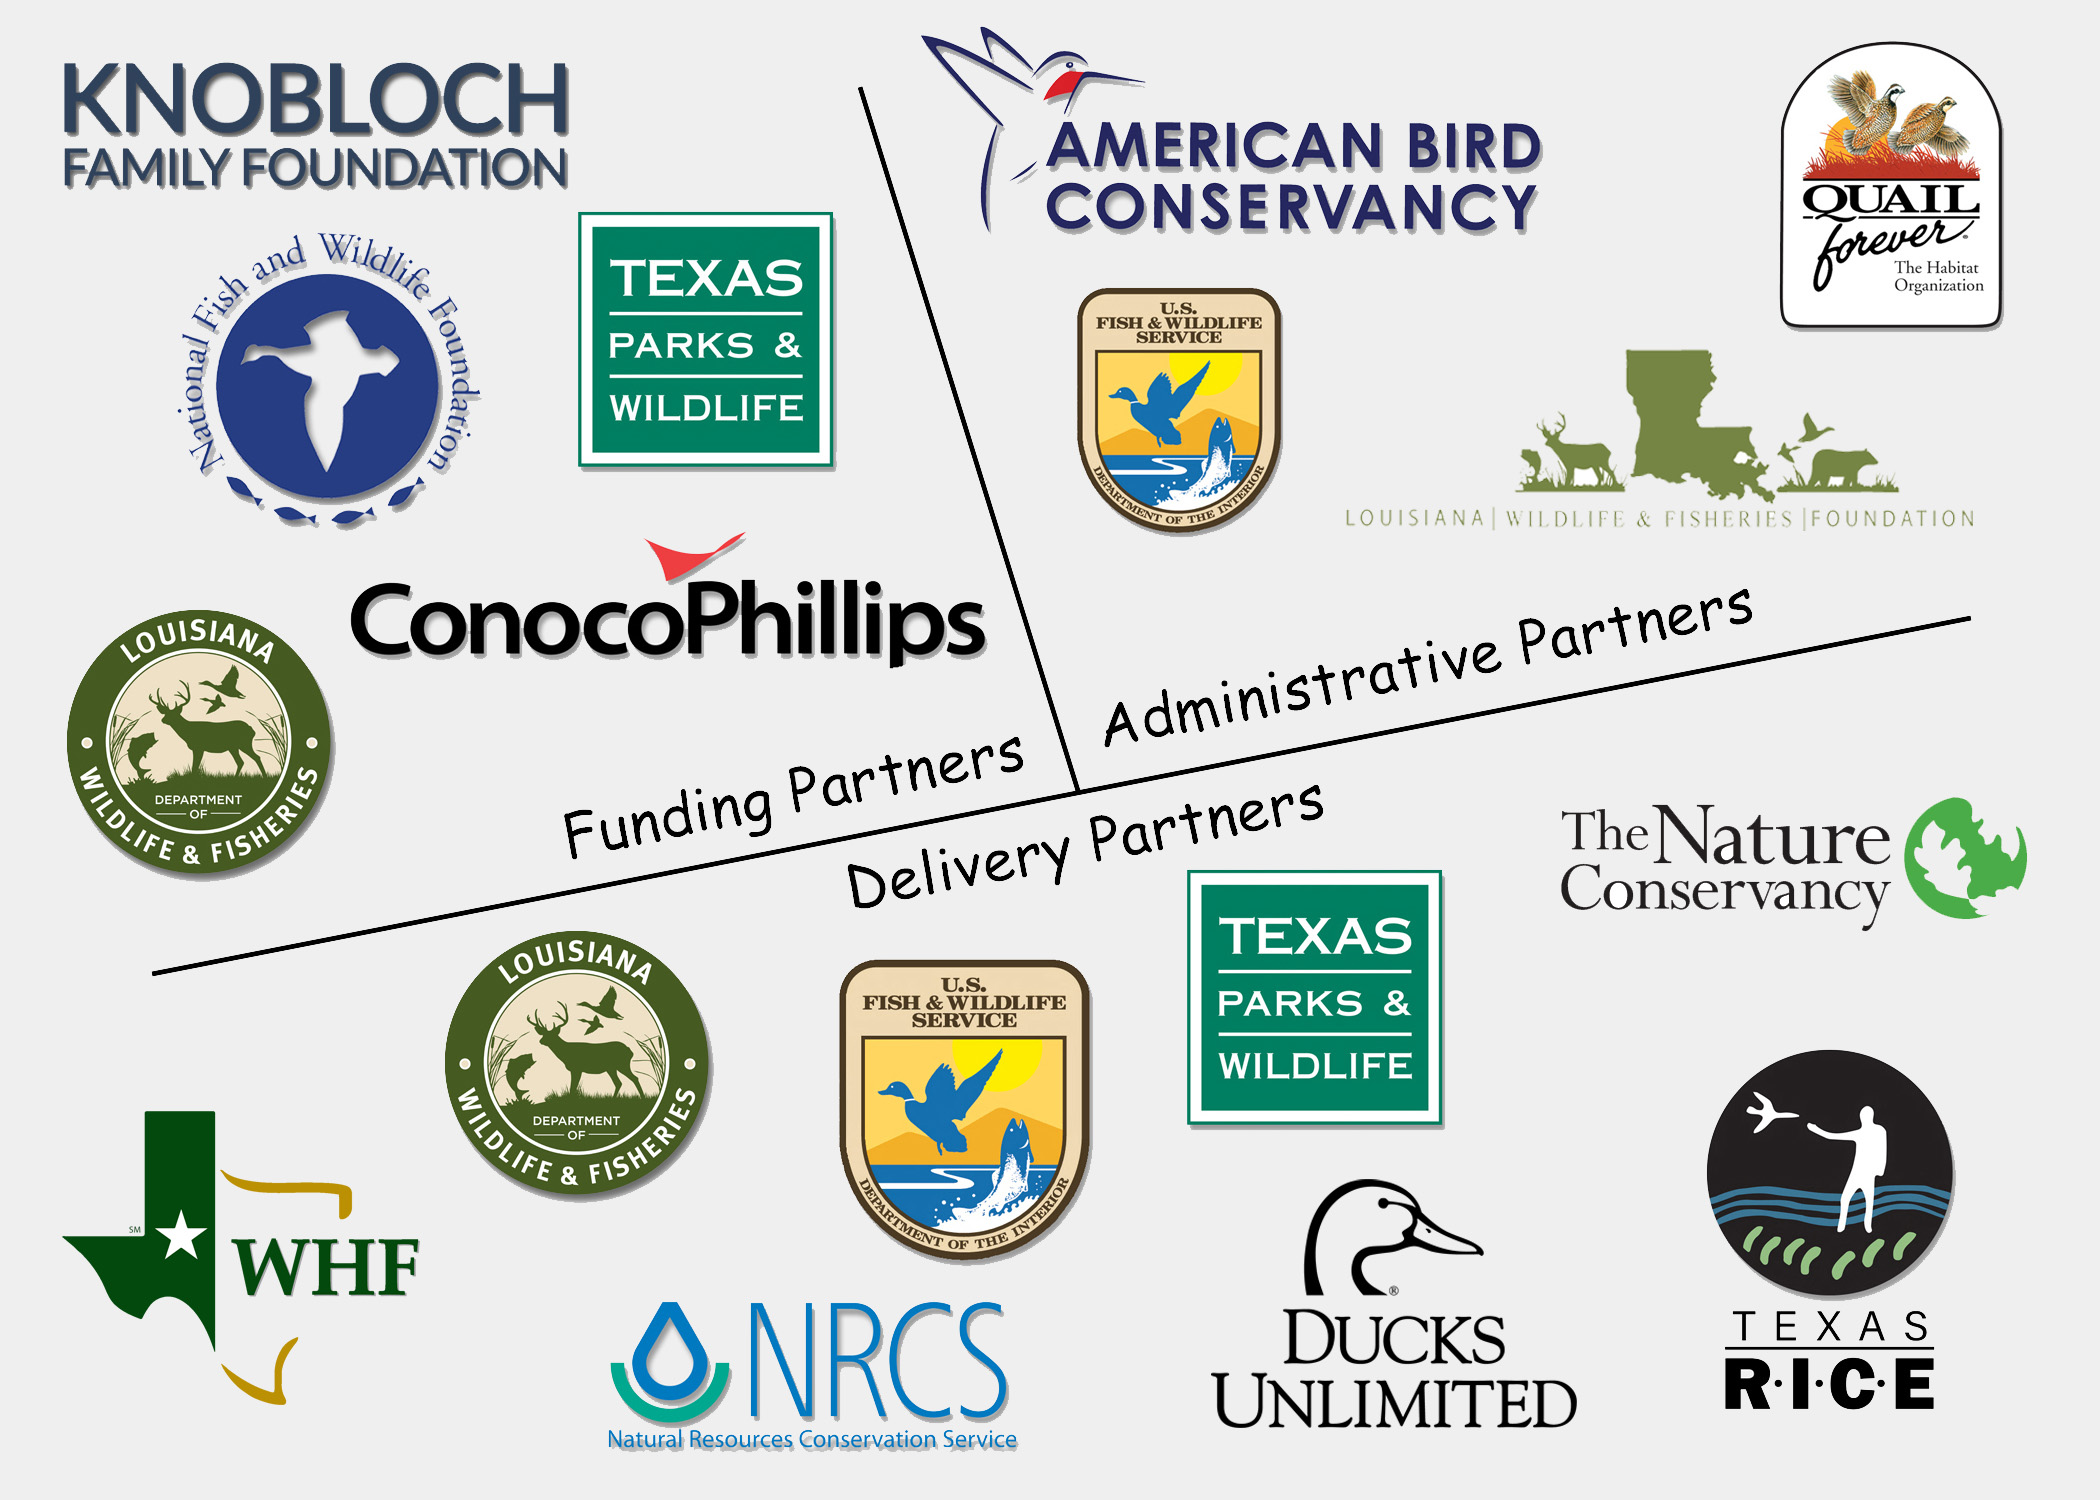 KNOBLOCH
FAMILY FOUNDATION
National Fish and Wildlife Foundation
TEXAS
PARKS &
WILDLIFE
ConocoPhillips
LOUISIANA
DEPARTMENT
OF
WILDLIFE & FISHERIES
Funding Partners
AMERICAN BIRD
CONSERVANCY
QUAIL
forever®
The Habitat
Organization
U.S.
FISH & WILDLIFE
SERVICE
DEPARTMENT OF THE INTERIOR
LOUISIANA | WILDLIFE & FISHERIES | FOUNDATION
Administrative Partners
Delivery Partners
The Nature
Conservancy
TEXAS
PARKS &
WILDLIFE
LOUISIANA
DEPARTMENT
OF
WILDLIFE & FISHERIES
U.S.
FISH & WILDLIFE
SERVICE
DEPARTMENT OF THE INTERIOR
SM
WHF
NRCS
Natural Resources Conservation Service
®
DUCKS
UNLIMITED
TEXAS
R·I·C·E